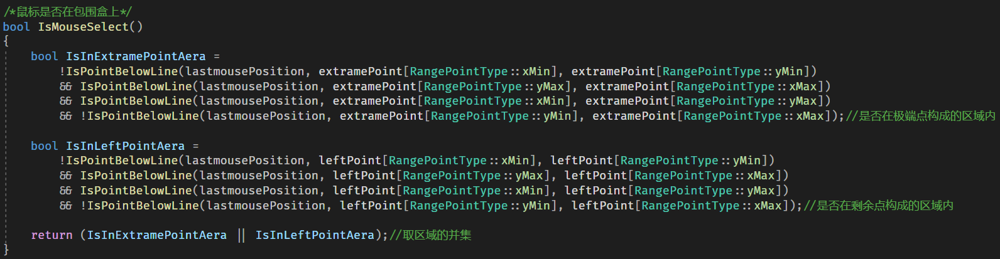 /*鼠标是否在包围盒上*/
bool IsMouseSelect()
{
    bool IsInExtramePointAera =
        !IsPointBelowLine(lastmousePosition, extramePoint[RangePointType::xMin], extramePoint[RangePointType::yMin])
        && IsPointBelowLine(lastmousePosition, extramePoint[RangePointType::yMax], extramePoint[RangePointType::xMax])
        && IsPointBelowLine(lastmousePosition, extramePoint[RangePointType::xMin], extramePoint[RangePointType::yMax])
        && !IsPointBelowLine(lastmousePosition, extramePoint[RangePointType::yMin], extramePoint[RangePointType::xMax]);//是否在极端点构成的区域内
    bool IsInLeftPointAera =
        !IsPointBelowLine(lastmousePosition, leftPoint[RangePointType::xMin], leftPoint[RangePointType::yMin])
        && IsPointBelowLine(lastmousePosition, leftPoint[RangePointType::yMax], leftPoint[RangePointType::xMax])
        && IsPointBelowLine(lastmousePosition, leftPoint[RangePointType::xMin], leftPoint[RangePointType::yMax])
        && !IsPointBelowLine(lastmousePosition, leftPoint[RangePointType::yMin], leftPoint[RangePointType::xMax]);//是否在剩余点构成的区域内
    return (IsInExtramePointAera || IsInLeftPointAera);//取区域的并集
}